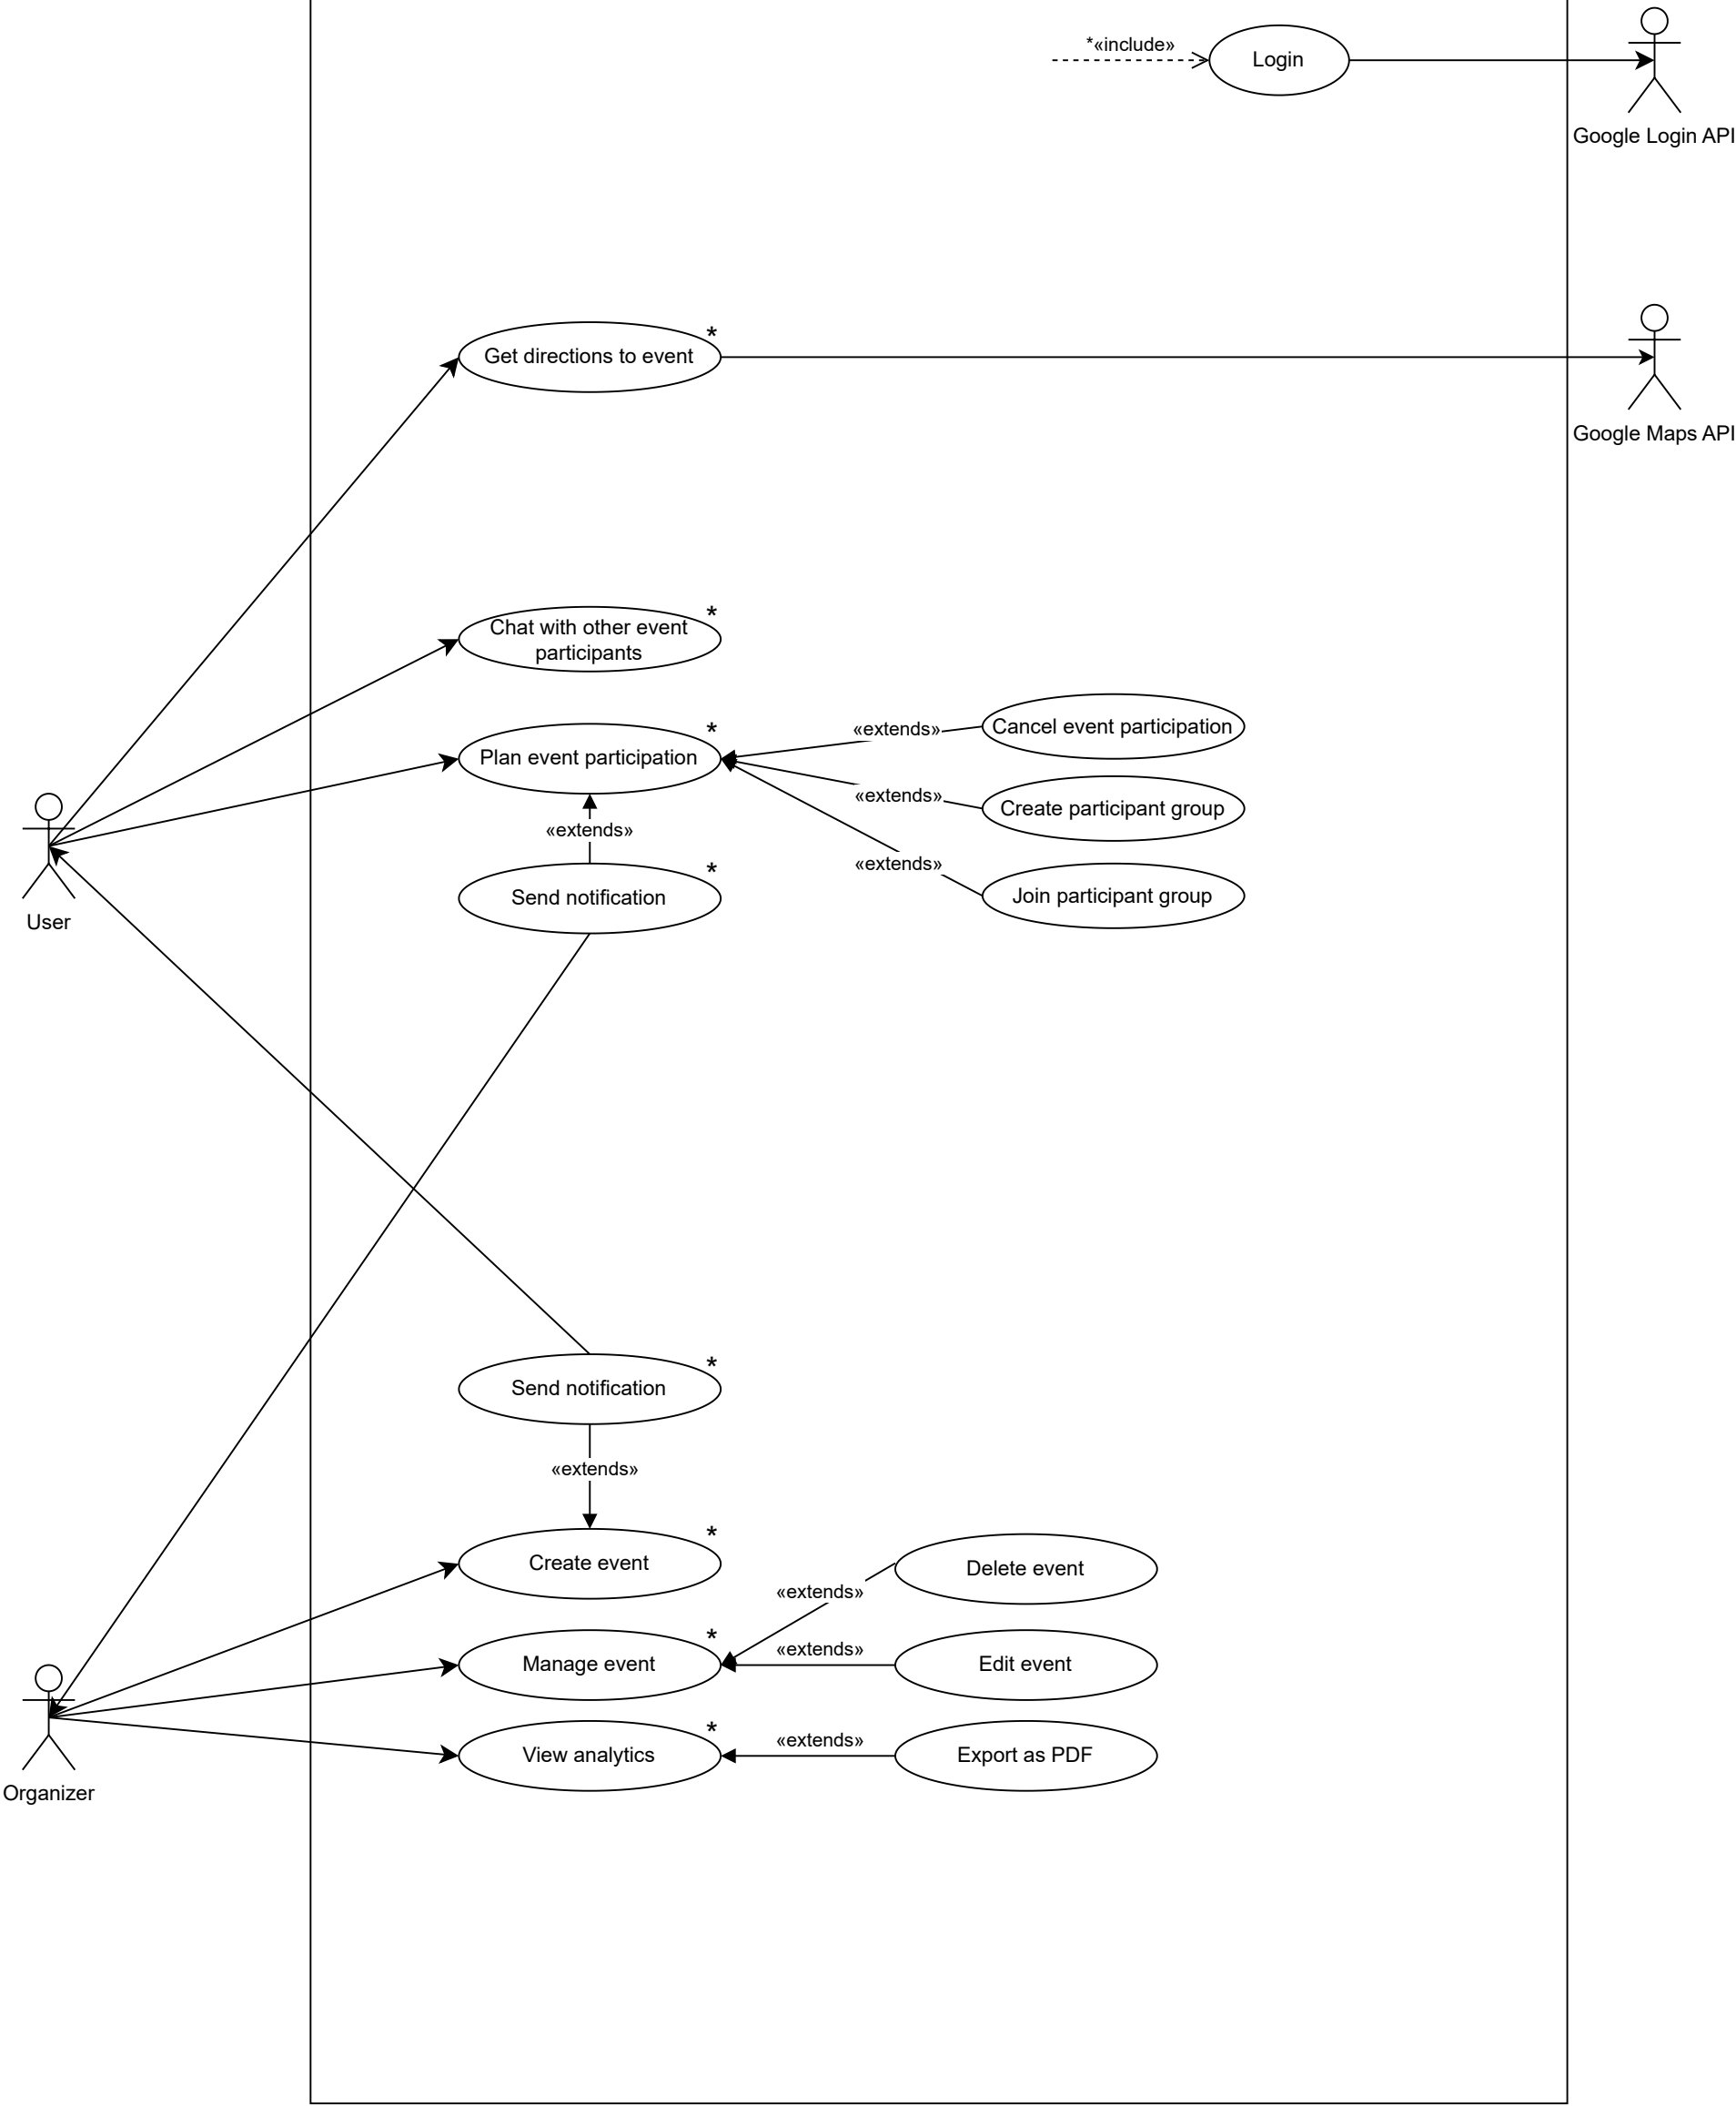 *«include»
Login
Google Login API
*
Get directions to event
Google Maps API
*
Chat with other event
participants
*
Plan event participation
«extends»
Cancel event participation
«extends»
Create participant group
«extends»
Join participant group
«extends»
*
Send notification
User
*
Send notification
«extends»
*
Create event
«extends»
Delete event
*
Manage event
«extends»
Edit event
*
View analytics
«extends»
Export as PDF
Organizer